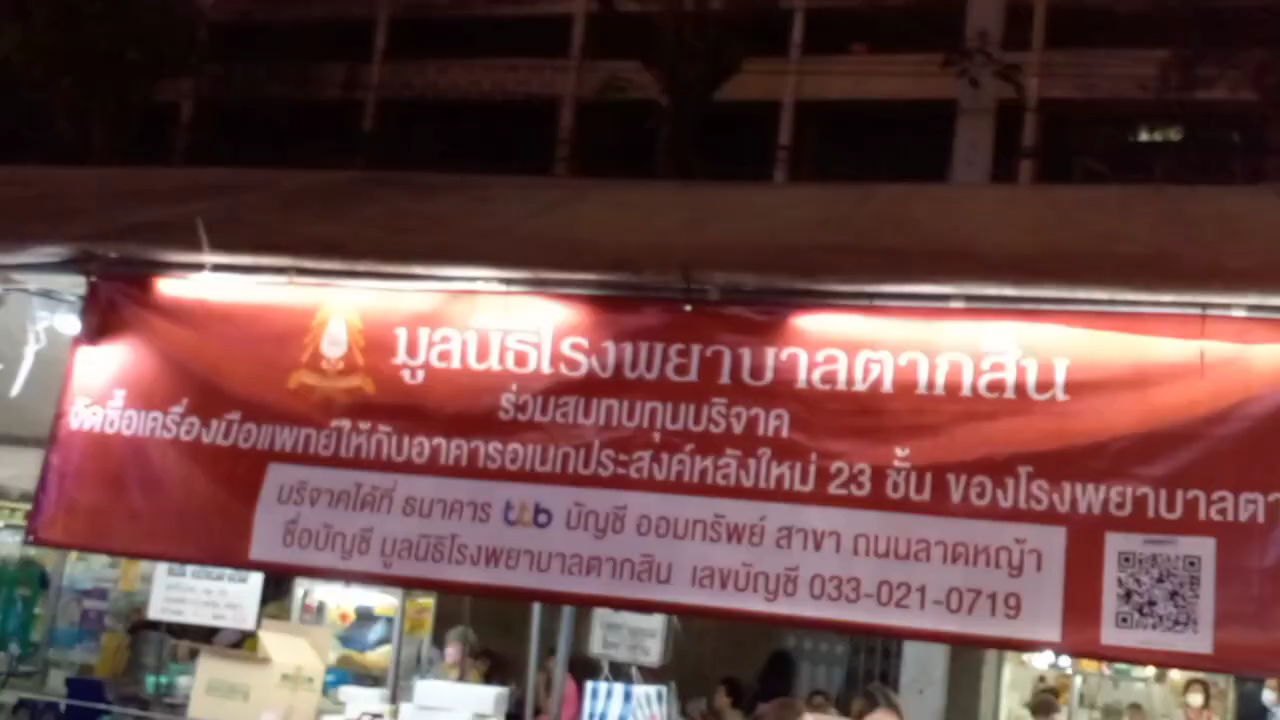 มูลนิธิโรงพยาบาลตากสิน
ร่วมสมทบทุนบริจาค
จัดซื้อเครื่องมือแพทย์ให้กับอาคารอเนกประสงค์หลังใหม่ 23 ชั้น ของโรงพยาบาลตา
บริจาคได้ที่ ธนาคาร ttb บัญชี ออมทรัพย์ สาขา ถนนลาดหญ้า
ชื่อบัญชี มูลนิธิโรงพยาบาลตากสิน เลขบัญชี 033-021-0719